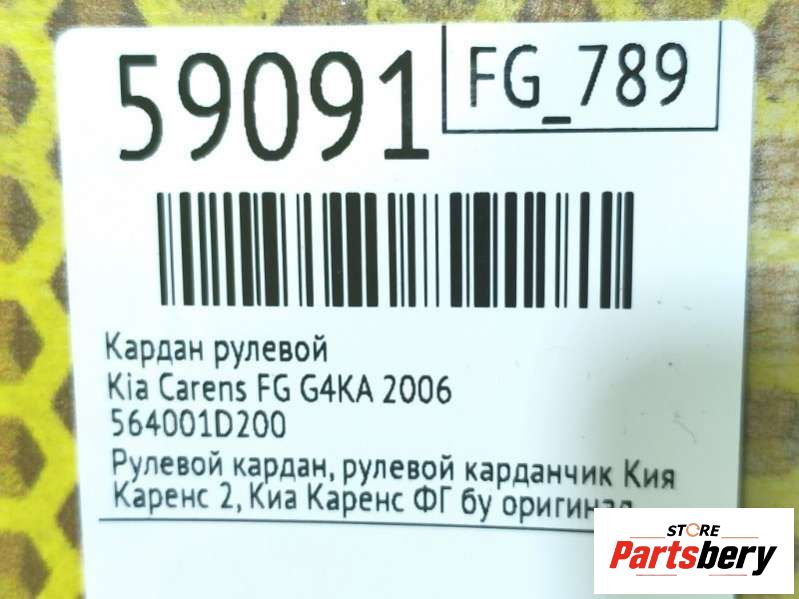 59091
FG_789
Кардан рулевой
Kia Carens FG G4KA 2006
564001D200
Рулевой кардан, рулевой карданчик Кия
Каренс 2, Киа Каренс ФГ бу оригинал
STORE
Partsbery